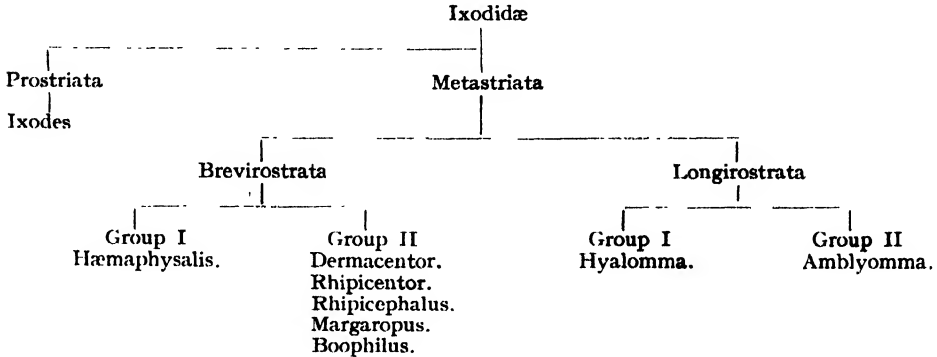 Ixodidæ
Prostriata
Metastriata
Ixodes
Brevirostrata
Longirostrata
Group I
Group II
Group I
Group II
Hæmaphysalis.
Dermacentor.
Hyalomma.
Amblyomma.
Rhipicentor.
Rhipicephalus.
Margaropus.
Boophilus.